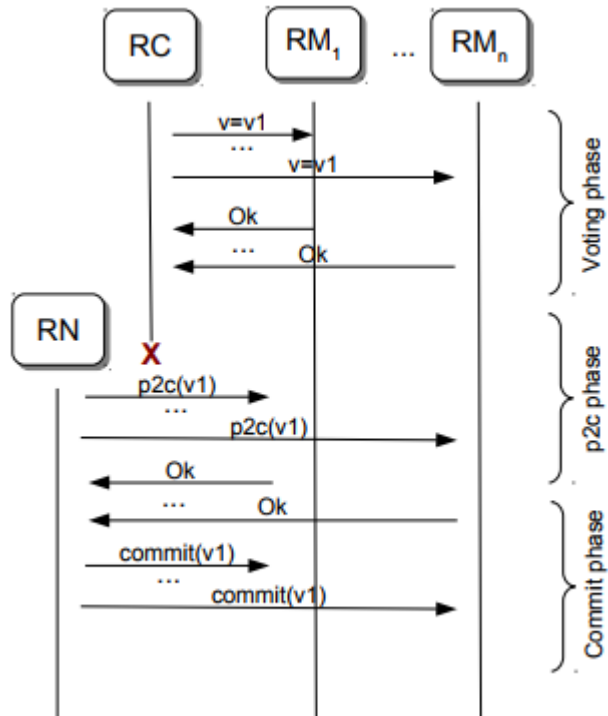 RC RM1 ... RMn
v=v1
...
v=v1
Ok
...
Ok
Voting phase
RN
X
p2c(v1)
...
p2c(v1)
p2c phase
Ok
...
Ok
commit(v1)
...
commit(v1)
Commit phase